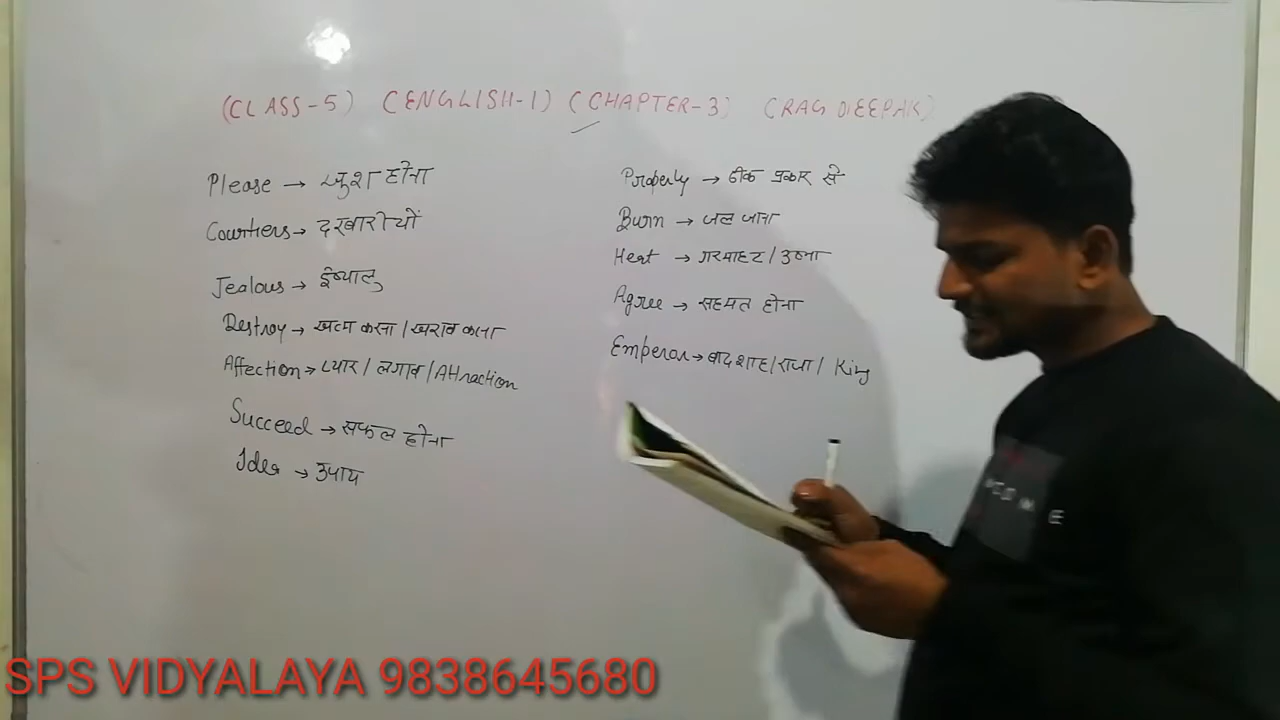 (CLASS-5) (ENGLISH-1) (CHAPTER-3) (RAG DEEPAK)
Please → खुश होना
Courtiers → दरबारीयों
Jealous → ईष्यालु
Destroy → खत्म करना / खराब करना
Affection → प्यार / लगाव / Attraction
Succeed → सफल होना
Idea → उपाय
Properly → ठीक प्रकार से
Burn → जल जाना
Heat → गरमाहट / उष्मा
Agree → सहमत होना
Emperor → बादशाह / राजा / King
SPS VIDYALAYA 9838645680